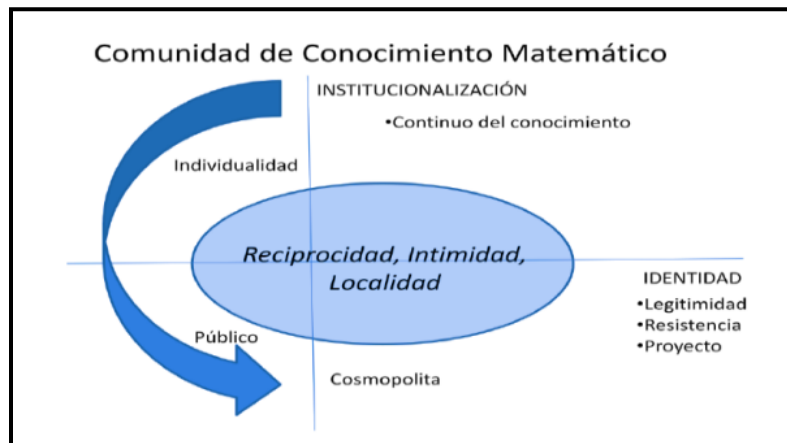 Comunidad de Conocimiento Matemático
INSTITUCIONALIZACIÓN
•Continuo del conocimiento
Individualidad
Reciprocidad, Intimidad,
Localidad
IDENTIDAD
•Legitimidad
•Resistencia
•Proyecto
Público
Cosmopolita